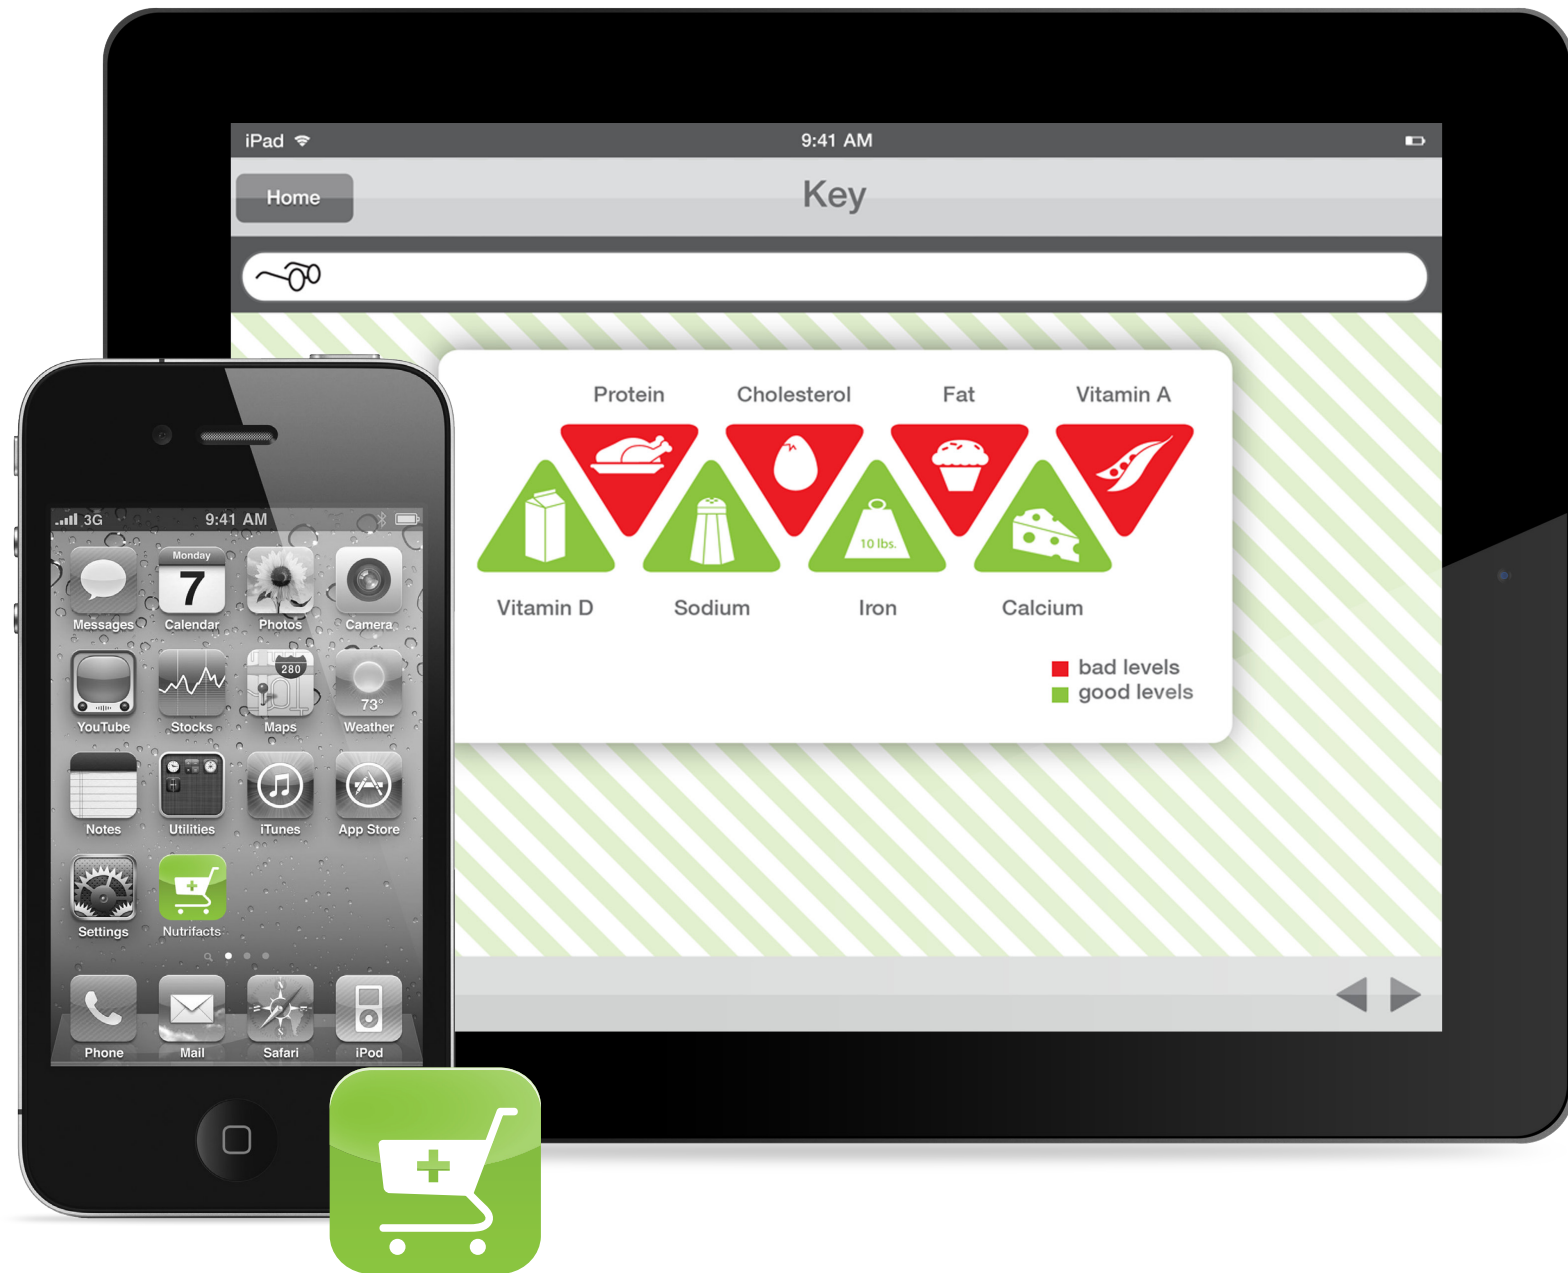 iPad
9:41 AM
Home
Key
Protein
Cholesterol
Fat
Vitamin A
10 lbs.
Vitamin D
Sodium
Iron
Calcium
bad levels
good levels
3G
9:41 AM
Monday
7
Messages
Calendar
Photos
Camera
280
73°
YouTube
Stocks
Maps
Weather
Notes
Utilities
iTunes
App Store
Settings
Nutrifacts
Phone
Mail
Safari
iPod